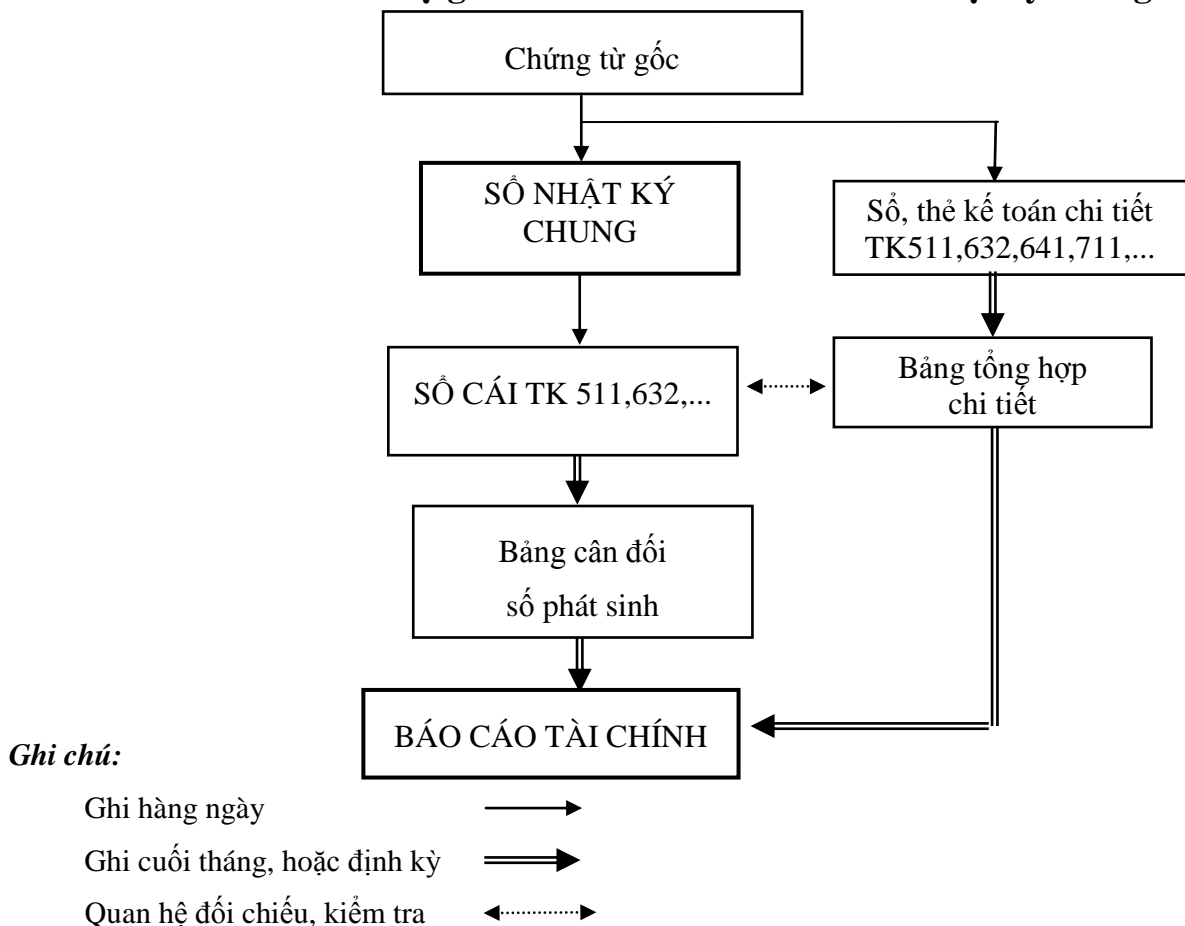 Chứng từ gốc
SỔ NHẬT KÝ
CHUNG
Sổ, thẻ kế toán chi tiết
TK511,632,641,711,...
SỔ CÁI TK 511,632,...
Bảng tổng hợp
chi tiết
Bảng cân đối
số phát sinh
BÁO CÁO TÀI CHÍNH
Ghi chú:
Ghi hàng ngày
Ghi cuối tháng, hoặc định kỳ
Quan hệ đối chiếu, kiểm tra